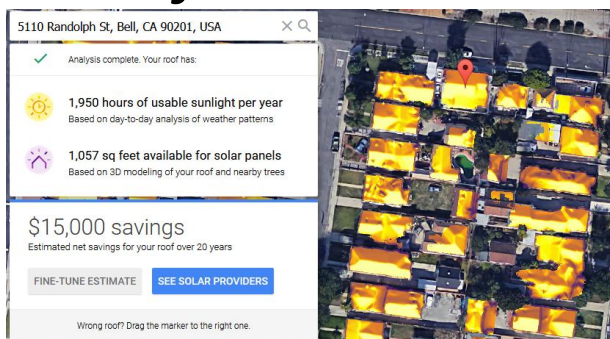 5110 Randolph St, Bell, CA 90201, USA
Analysis complete. Your roof has:
1,950 hours of usable sunlight per year
Based on day-to-day analysis of weather patterns
1,057 sq feet available for solar panels
Based on 3D modeling of your roof and nearby trees
$15,000 savings
Estimated net savings for your roof over 20 years
FINE-TUNE ESTIMATE SEE SOLAR PROVIDERS
Wrong roof? Drag the marker to the right one.